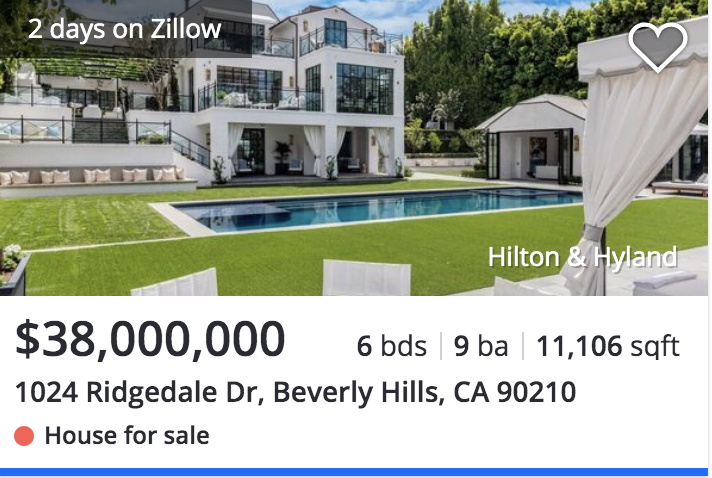 2 days on Zillow
Hilton & Hyland
$38,000,000 6 bds | 9 ba | 11,106 sqft
1024 Ridgedale Dr, Beverly Hills, CA 90210
House for sale